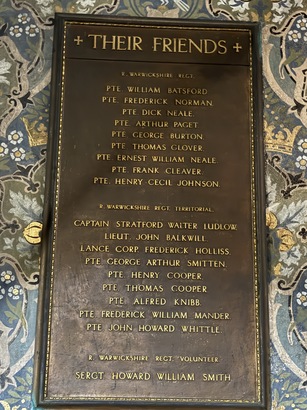 + THEIR FRIENDS +
R. WARWICKSHIRE REGT.
PTE. WILLIAM BATSFORD
PTE. FREDERICK NORMAN.
PTE DICK NEALE
PTE. ARTHUR PAGET
PTE. GEORGE BURTON
PTE. THOMAS GLOVER
PTE. ERNEST WILLIAM NEALE
PTE. FRANK CLEAVER.
PTE. HENRY CECIL JOHNSON.
R. WARWICKSHIRE REGT. TERRITORIAL.
CAPTAIN STRATFORD WALTER LUDLOW.
LIEUT. JOHN BALKWILL.
LANCE CORP. FREDERICK HOLLISS.
PTE GEORGE ARTHUR SMITTEN.
PTE. HENRY COOPER.
PTE. THOMAS COOPER
PTE. ALFRED KNIBB.
PTE. FREDERICK WILLIAM MANDER.
PTE. JOHN HOWARD WHITTLE.
R. WARWICKSHIRE REGT. VOLUNTEER.
SERGT HOWARD WILLIAM SMITH